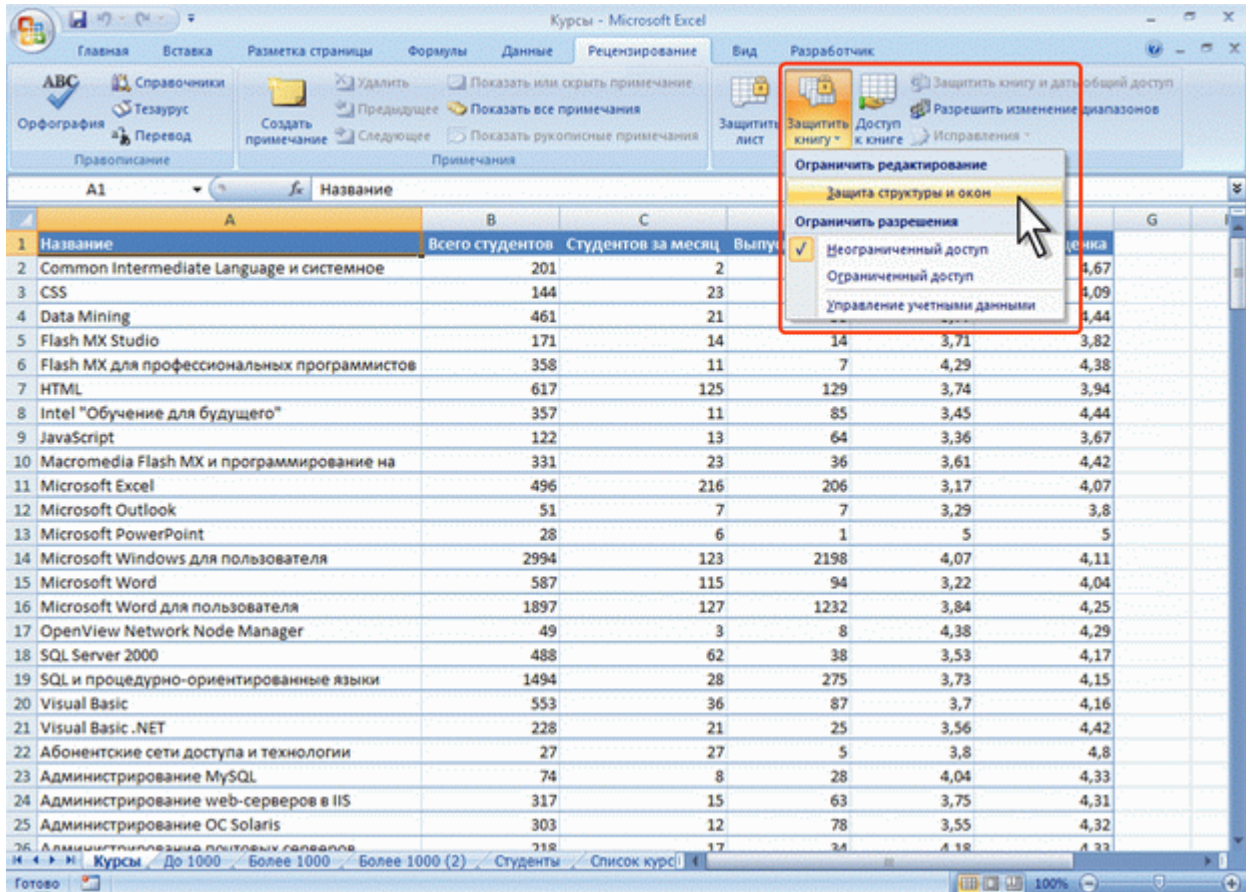 Курсы - Microsoft Excel
Главная Вставка Разметка страницы Формулы Данные Рецензирование Вид Разработчик
ABC Орфография Справочники Тезаурус Перевод
Правописание
Создать примечание Удалить Предыдущее Следующее Показать или скрыть примечание Показать все примечания Показать рукописные примечания
Примечания
Защитить лист Защитить книгу Доступ к книге Защитить книгу и дать общий доступ Разрешить изменение диапазонов Исправления
Ограничить редактирование
Защита структуры и окон
Ограничить разрешения
Неограниченный доступ
Ограниченный доступ
Управление учетными данными
A1 fx Название
A B C G
1 Название Всего студентов Студентов за месяц
2 Common Intermediate Language и системное 201 2 4,67
3 CSS 144 23 4,09
4 Data Mining 461 21 4,44
5 Flash MX Studio 171 14 14 3,71 3,82
6 Flash MX для профессиональных программистов 358 11 7 4,29 4,38
7 HTML 617 125 129 3,74 3,94
8 Intel "Обучение для будущего" 357 11 85 3,45 4,44
9 JavaScript 122 13 64 3,36 3,67
10 Macromedia Flash MX и программирование на 331 23 36 3,61 4,42
11 Microsoft Excel 496 216 206 3,17 4,07
12 Microsoft Outlook 51 7 7 3,29 3,8
13 Microsoft PowerPoint 28 6 1 5 5
14 Microsoft Windows для пользователя 2994 123 2198 4,07 4,11
15 Microsoft Word 587 115 94 3,22 4,04
16 Microsoft Word для пользователя 1897 127 1232 3,84 4,25
17 OpenView Network Node Manager 49 3 8 4,38 4,29
18 SQL Server 2000 488 62 38 3,53 4,17
19 SQL и процедурно-ориентированные языки 1494 28 275 3,73 4,15
20 Visual Basic 553 36 87 3,7 4,16
21 Visual Basic .NET 228 21 25 3,56 4,42
22 Абонентские сети доступа и технологии 27 27 5 3,8 4,8
23 Администрирование MySQL 74 8 28 4,04 4,33
24 Администрирование web-серверов в IIS 317 15 63 3,75 4,31
25 Администрирование ОС Solaris 303 12 78 3,55 4,32
26 Администрирование почтовых серверов 218 17 34 4,18 4,33
Курсы До 1000 Более 1000 Более 1000 (2) Студенты Список курс
Готово 100%